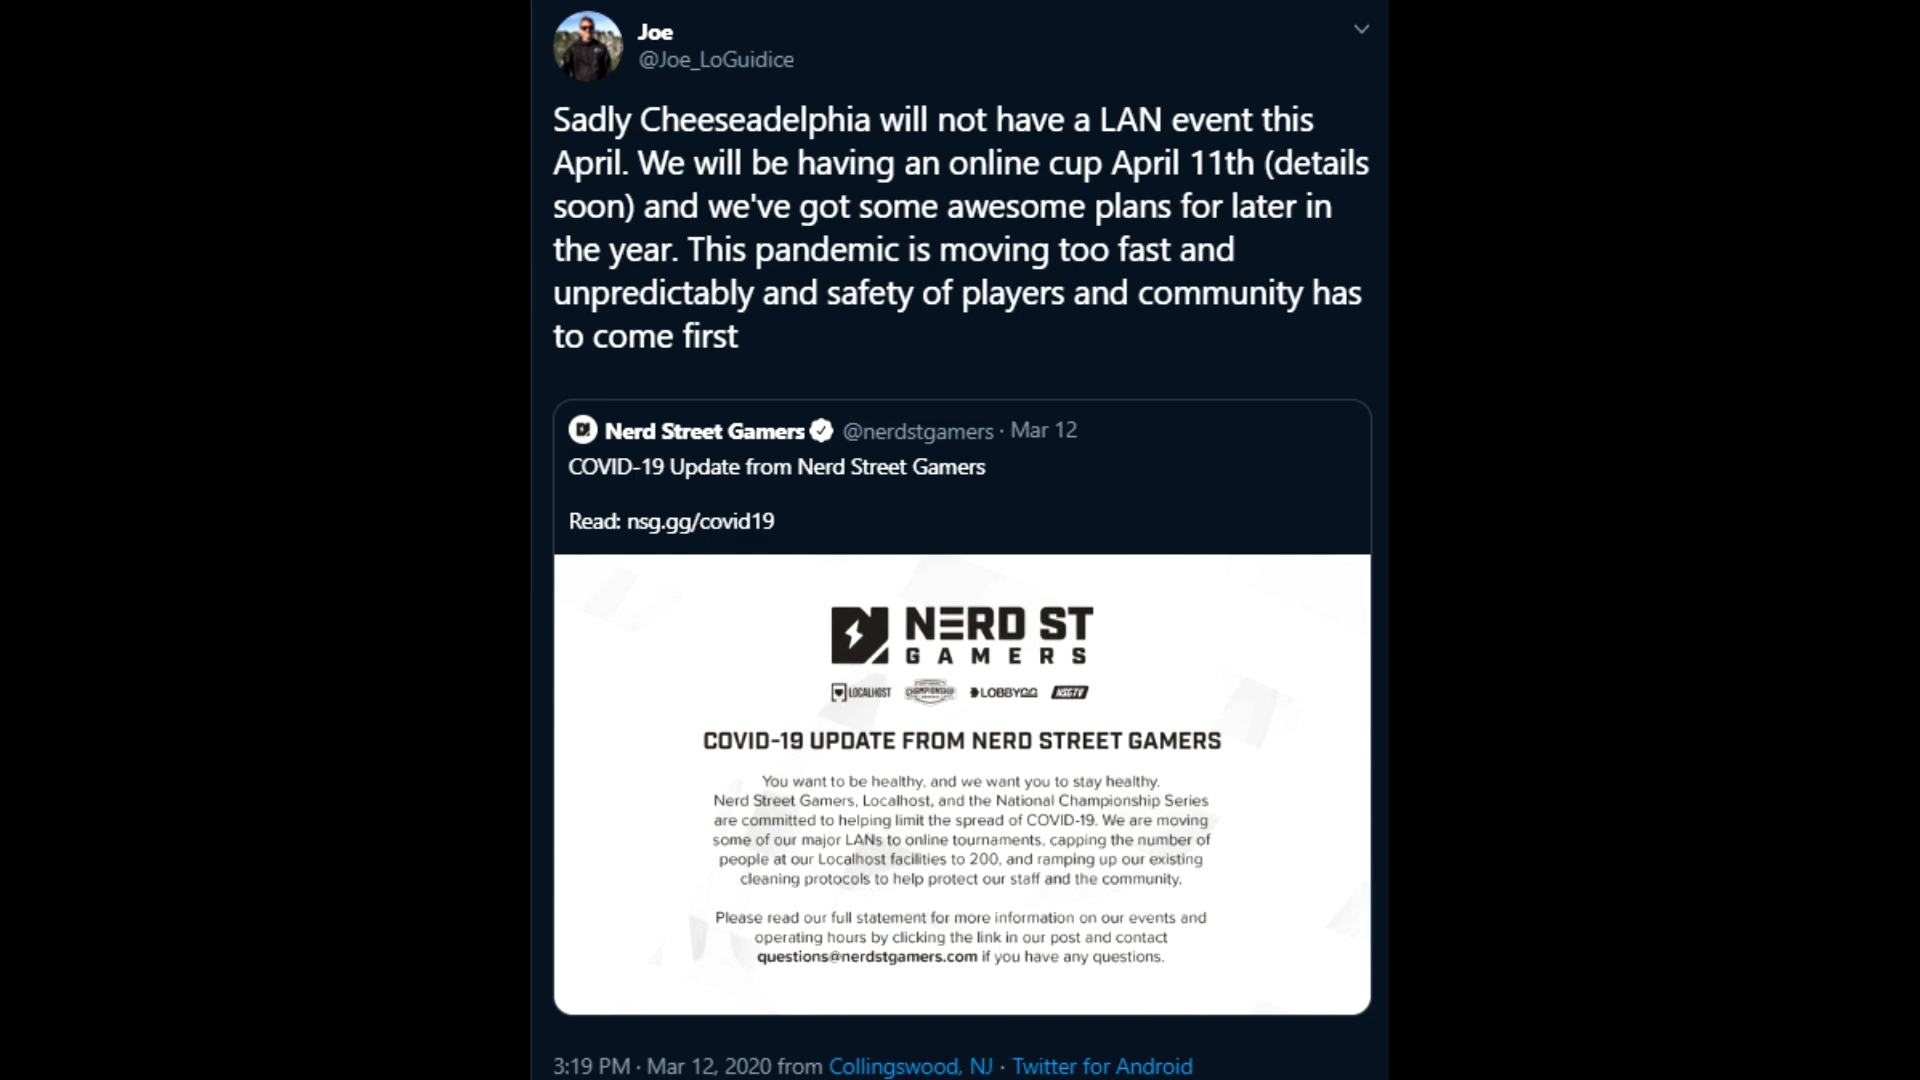 Joe
@Joe_LoGuidice
Sadly Cheeseadelphia will not have a LAN event this
April. We will be having an online cup April 11th (details
soon) and we've got some awesome plans for later in
the year. This pandemic is moving too fast and
unpredictably and safety of players and community has
to come first
Nerd Street Gamers @nerdstgamers · Mar 12
COVID-19 Update from Nerd Street Gamers
Read: nsg.gg/covid19
NERD ST
GAMERS
LOCALHOST CHAMPIONSHIP LOBBYGG NSGTV
COVID-19 UPDATE FROM NERD STREET GAMERS
You want to be healthy, and we want you to stay healthy.
Nerd Street Gamers, Localhost, and the National Championship Series
are committed to helping limit the spread of COVID-19. We are moving
some of our major LANs to online tournaments, capping the number of
people at our Localhost facilities to 200, and ramping up our existing
cleaning protocols to help protect our staff and the community.
Please read our full statement for more information on our events and
operating hours by clicking the link in our post and contact
questions@nerdstgamers.com if you have any questions.
3:19 PM · Mar 12, 2020 from Collingswood, NJ · Twitter for Android